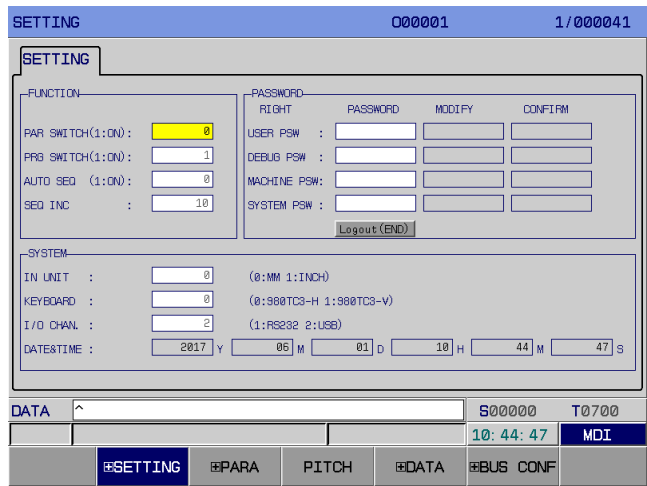 SETTING O00001 1/000041
SETTING
FUNCTION
PAR SWITCH(1:ON): 0
PRG SWITCH(1:ON): 1
AUTO SEQ (1:ON): 0
SEQ INC : 10
PASSWORD
RIGHT PASSWORD MODIFY CONFIRM
USER PSW :
DEBUG PSW :
MACHINE PSW:
SYSTEM PSW :
Logout(END)
SYSTEM
IN UNIT : 0 (0:MM 1:INCH)
KEYBOARD : 0 (0:980TC3-H 1:980TC3-V)
I/O CHAN. : 2 (1:RS232 2:USB)
DATE&TIME : 2017 Y 06 M 01 D 10 H 44 M 47 S
DATA ^ S00000 T0700
10:44:47 MDI
⊞SETTING ⊞PARA PITCH ⊞DATA ⊞BUS CONF